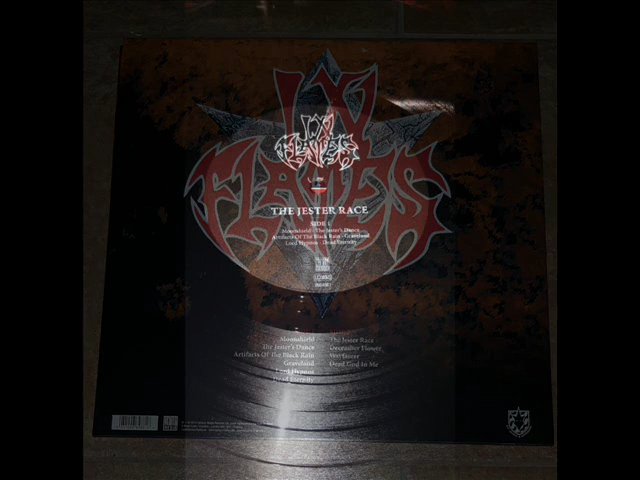 IN
FLAMES
IN
FLAMES
THE JESTER RACE
SIDE 1
Moonshield · The Jester's Dance
Artifacts Of The Black Rain · Graveland
Lord Hypnos · Dead Eternity
Moonshield
The Jester's Dance
Artifacts Of The Black Rain
Graveland
Lord Hypnos
Dead Eternity
The Jester Race
December Flower
Wayfaerer
Dead God In Me